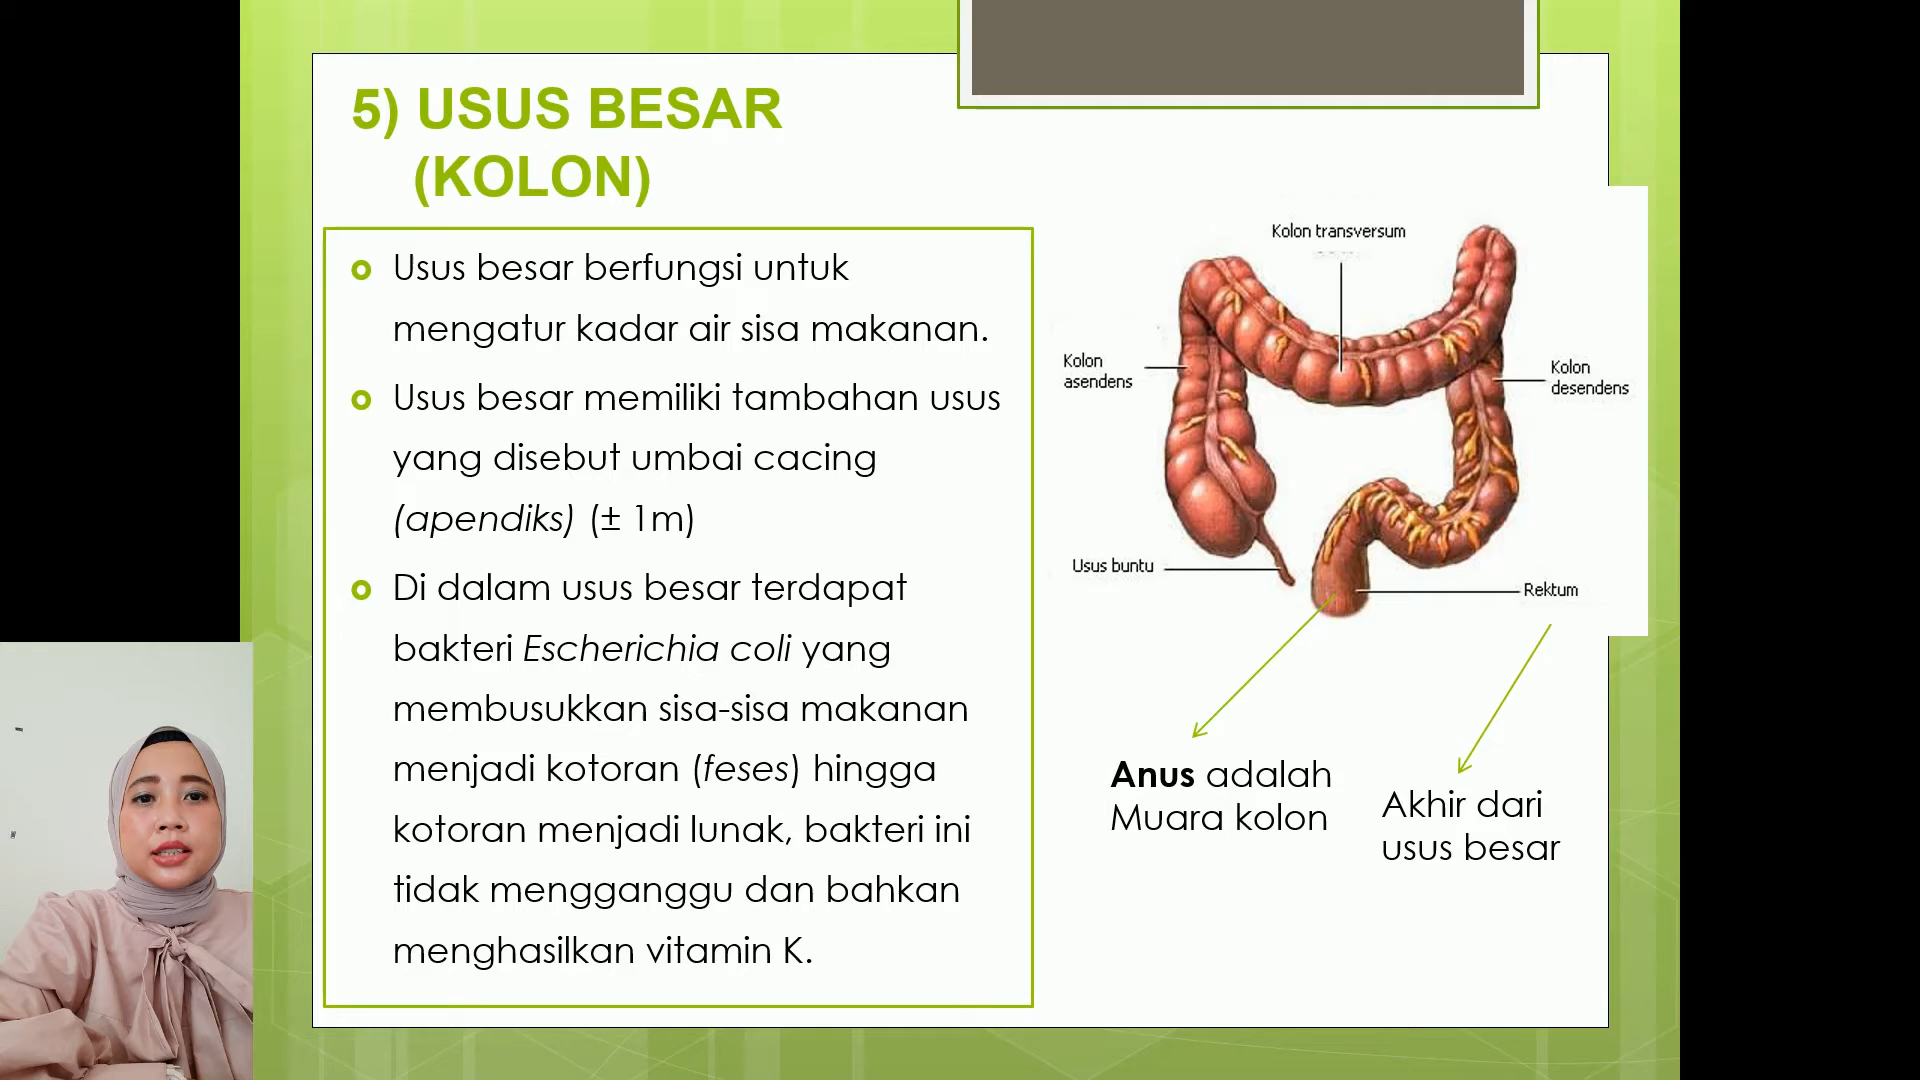 5) USUS BESAR
(KOLON)
Usus besar berfungsi untuk
mengatur kadar air sisa makanan.
Usus besar memiliki tambahan usus
yang disebut umbai cacing
(apendiks) (± 1m)
Di dalam usus besar terdapat
bakteri Escherichia coli yang
membusukkan sisa-sisa makanan
menjadi kotoran (feses) hingga
kotoran menjadi lunak, bakteri ini
tidak mengganggu dan bahkan
menghasilkan vitamin K.
Kolon transversum
Kolon
asendens
Kolon
desendens
Usus buntu
Rektum
Anus adalah
Muara kolon
Akhir dari
usus besar